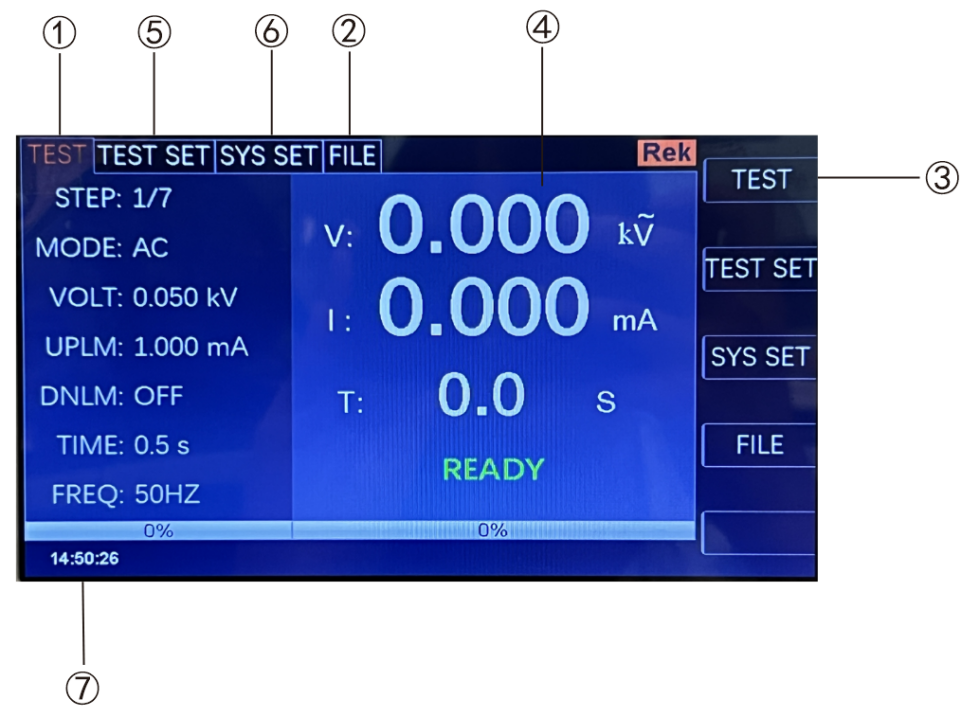 ① ⑤ ⑥ ② ④
TEST TEST SET SYS SET FILE Rek
STEP: 1/7
MODE: AC
VOLT: 0.050 kV
UPLM: 1.000 mA
DNLM: OFF
TIME: 0.5 s
FREQ: 50HZ
V: 0.000 kṼ
I: 0.000 mA
T: 0.0 S
READY
0% 0%
14:50:26
TEST ③
TEST SET
SYS SET
FILE
⑦